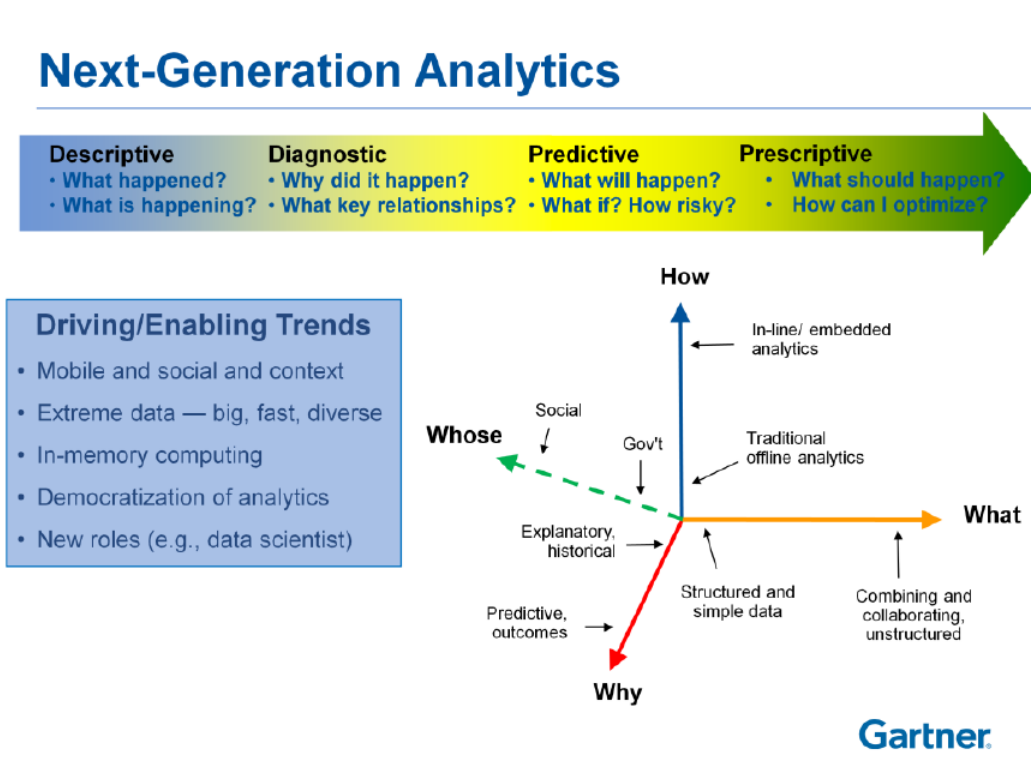 Next-Generation Analytics
Descriptive
• What happened?
• What is happening?
Diagnostic
• Why did it happen?
• What key relationships?
Predictive
• What will happen?
• What if? How risky?
Prescriptive
• What should happen?
• How can I optimize?
Driving/Enabling Trends
• Mobile and social and context
• Extreme data — big, fast, diverse
• In-memory computing
• Democratization of analytics
• New roles (e.g., data scientist)
How
In-line/ embedded
analytics
Social
Whose
Gov't
Traditional
offline analytics
What
Explanatory,
historical
Structured and
simple data
Combining and
collaborating,
unstructured
Predictive,
outcomes
Why
Gartner.